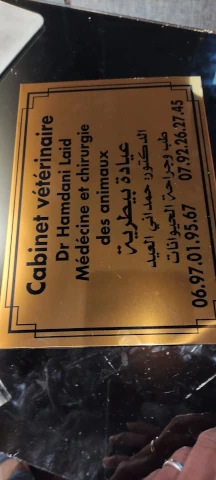 Cabinet vétérinaire
Dr Hamdani Laid
Médécine et chirurgie
des animaux
عيادة بيطرية
الدكتور: حمداني العيد
طب وجراحة الحيوانات
06.97.01.95.67 07.92.26.27.45